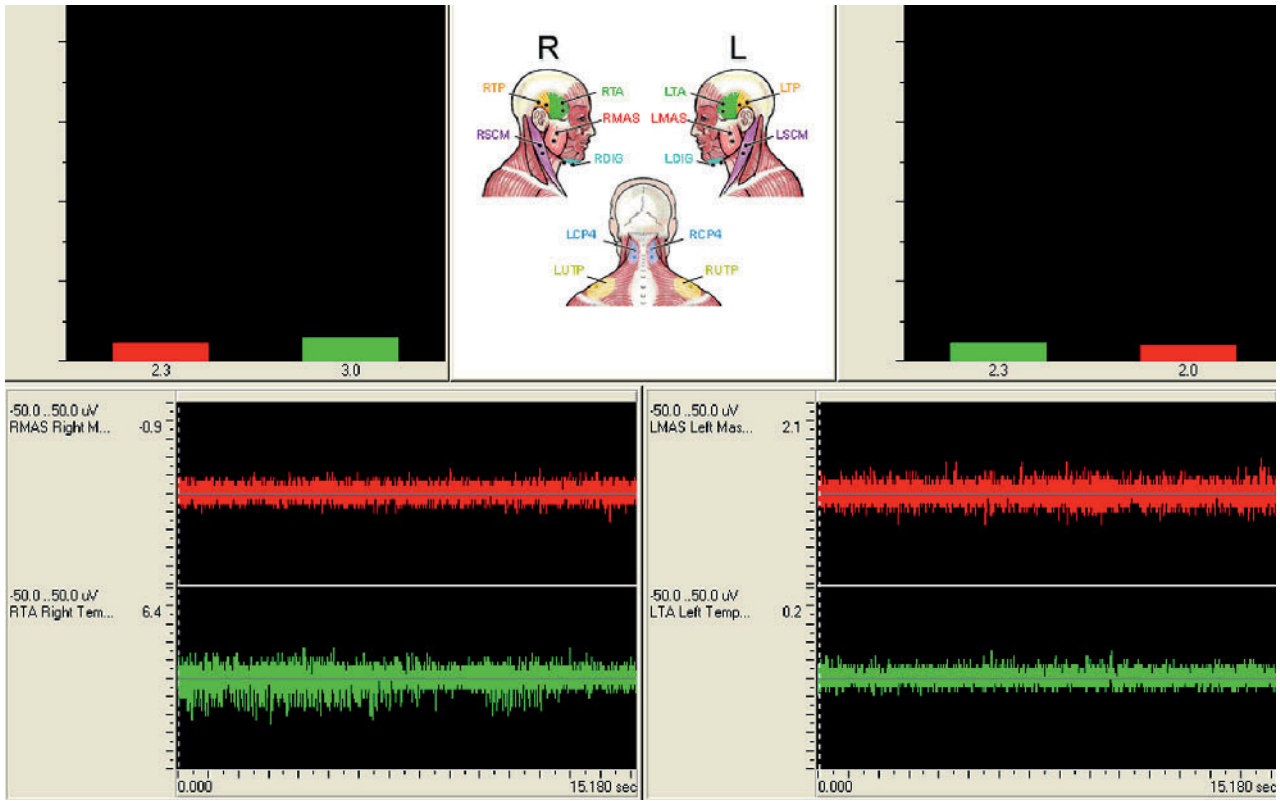 R L
RTP RTA LTA LTP
RMAS LMAS
RSCM LSCM
RDIG LDIG
LCP4 RCP4
LUTP RUTP
2.3 3.0
2.3 2.0
-50.0 ..50.0 uV
RMAS Right M... -0.9
-50.0 ..50.0 uV
RTA Right Tem... 6.4
0.000 15.180 sec
-50.0 ..50.0 uV
LMAS Left Mas... 2.1
-50.0 ..50.0 uV
LTA Left Temp... 0.2
0.000 15.180 sec